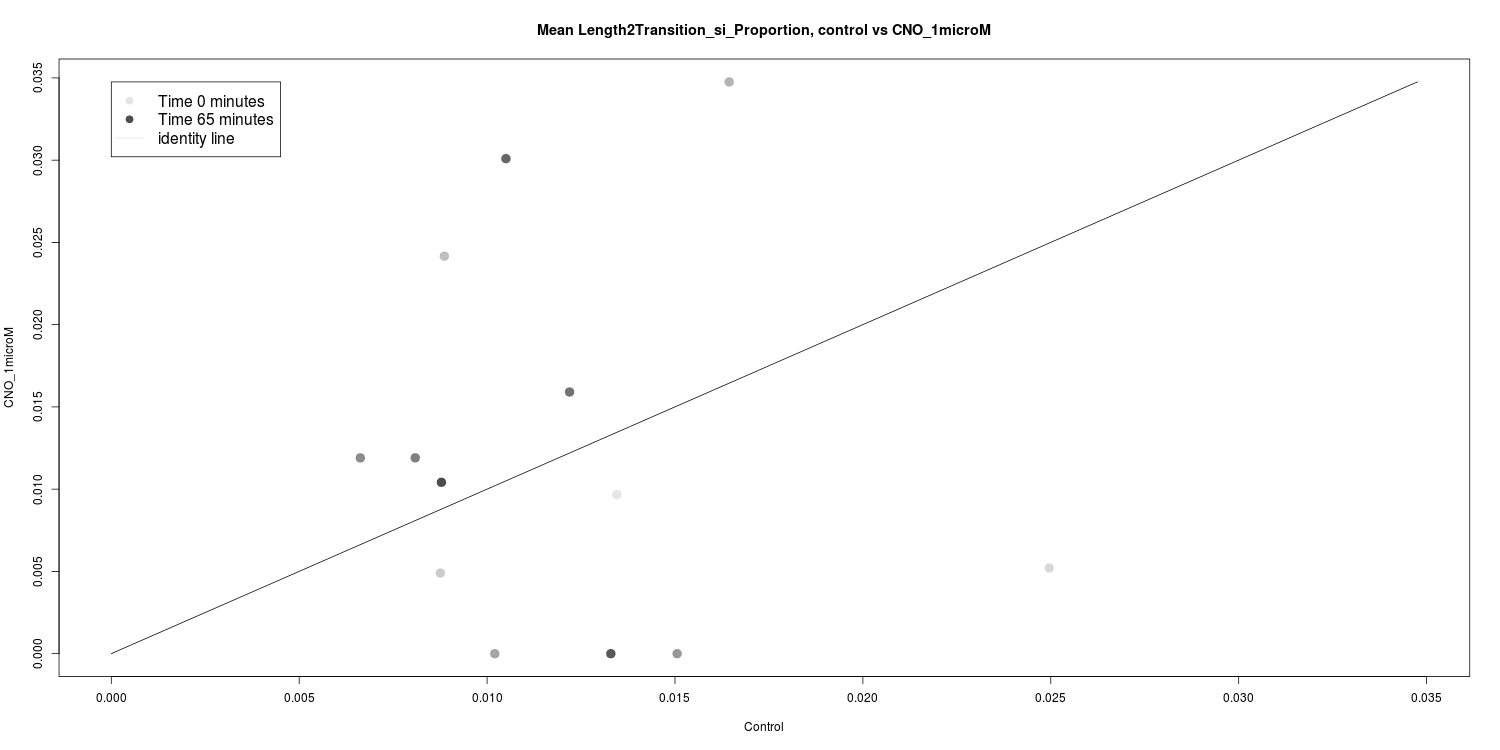 Mean Length2Transition_si_Proportion, control vs CNO_1microM
Time 0 minutes
Time 65 minutes
identity line
0.035
0.030
0.025
0.020
0.015
0.010
0.005
0.000
CNO_1microM
0.000 0.005 0.010 0.015 0.020 0.025 0.030 0.035
Control